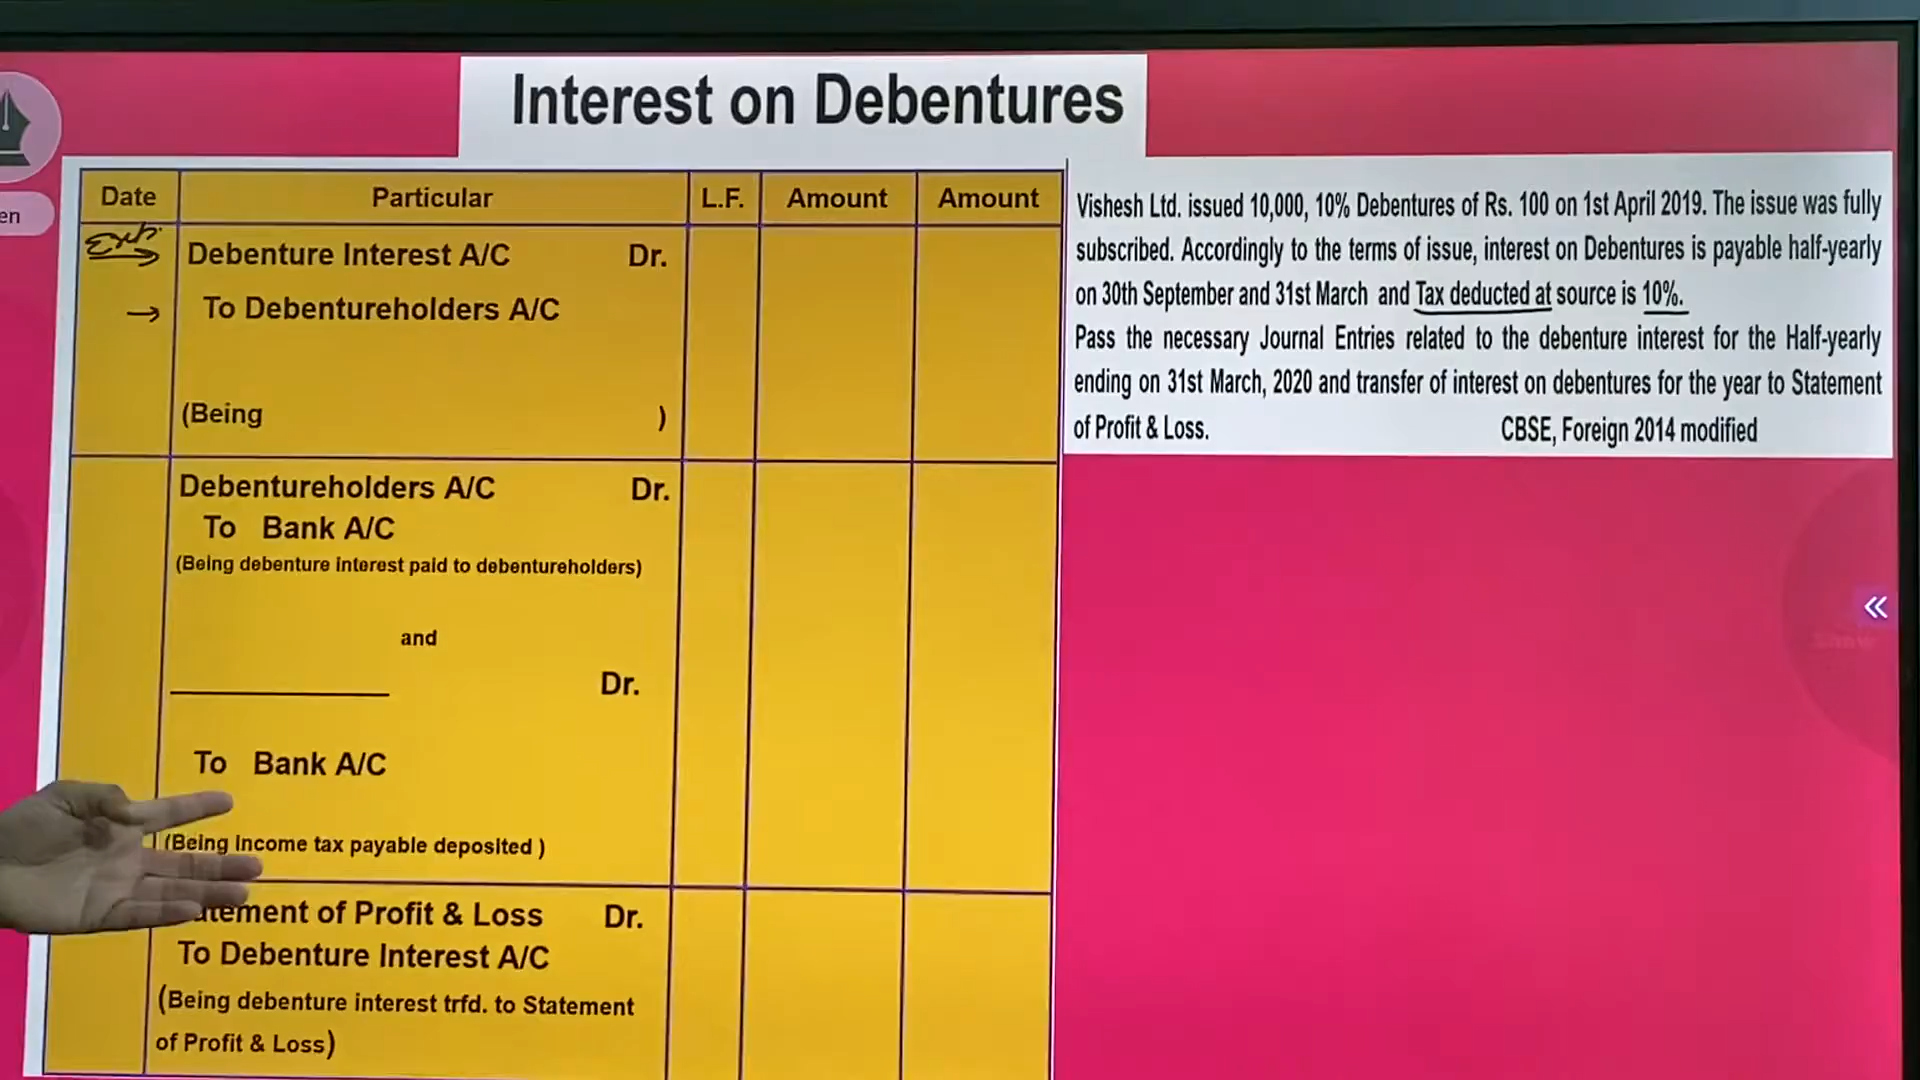 Interest on Debentures
en
Date Particular L.F. Amount Amount
Debenture Interest A/C Dr.
→ To Debentureholders A/C
(Being )
Debentureholders A/C Dr.
To Bank A/C
(Being debenture interest paid to debentureholders)
and
Dr.
To Bank A/C
(Being income tax payable deposited )
Profit & Loss Dr.
To Debenture Interest A/C
(Being debenture interest trfd. to Statement
of Profit & Loss)
Vishesh Ltd. issued 10,000, 10% Debentures of Rs. 100 on 1st April 2019. The issue was fully
subscribed. Accordingly to the terms of issue, interest on Debentures is payable half-yearly
on 30th September and 31st March and Tax deducted at source is 10%.
Pass the necessary Journal Entries related to the debenture interest for the Half-yearly
ending on 31st March, 2020 and transfer of interest on debentures for the year to Statement
of Profit & Loss. CBSE, Foreign 2014 modified